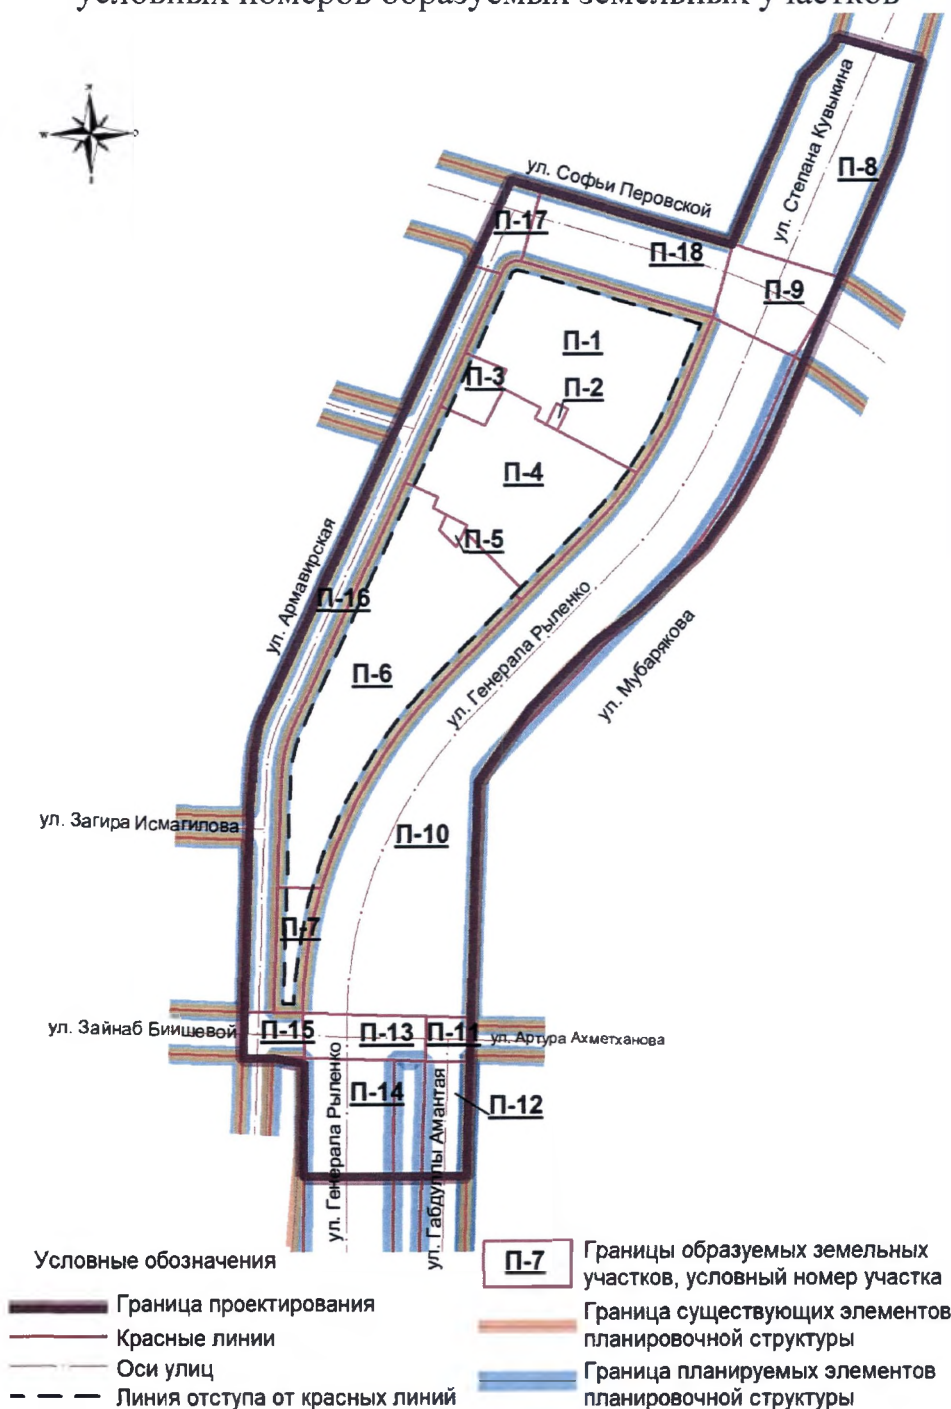 условных номеров образуемых земельных участков
ул. Степана Кувыкина
П-8
ул. Софьи Перовской
П-17
П-18
П-9
П-1
П-3
П-2
П-4
П-5
ул. Армавирская
П-16
ул. Генерала Рыленко
ул. Мубарякова
П-6
ул. Загира Исмагилова
П-10
П-7
ул. Зайнаб Биишевой
П-15
П-13
П-11
ул. Артура Ахметханова
П-14
П-12
ул. Генерала Рыленко
ул. Габдуллы Амантая
Условные обозначения
Граница проектирования
Красные линии
Оси улиц
Линия отступа от красных линий
П-7
Границы образуемых земельных
участков, условный номер участка
Граница существующих элементов
планировочной структуры
Граница планируемых элементов
планировочной структуры